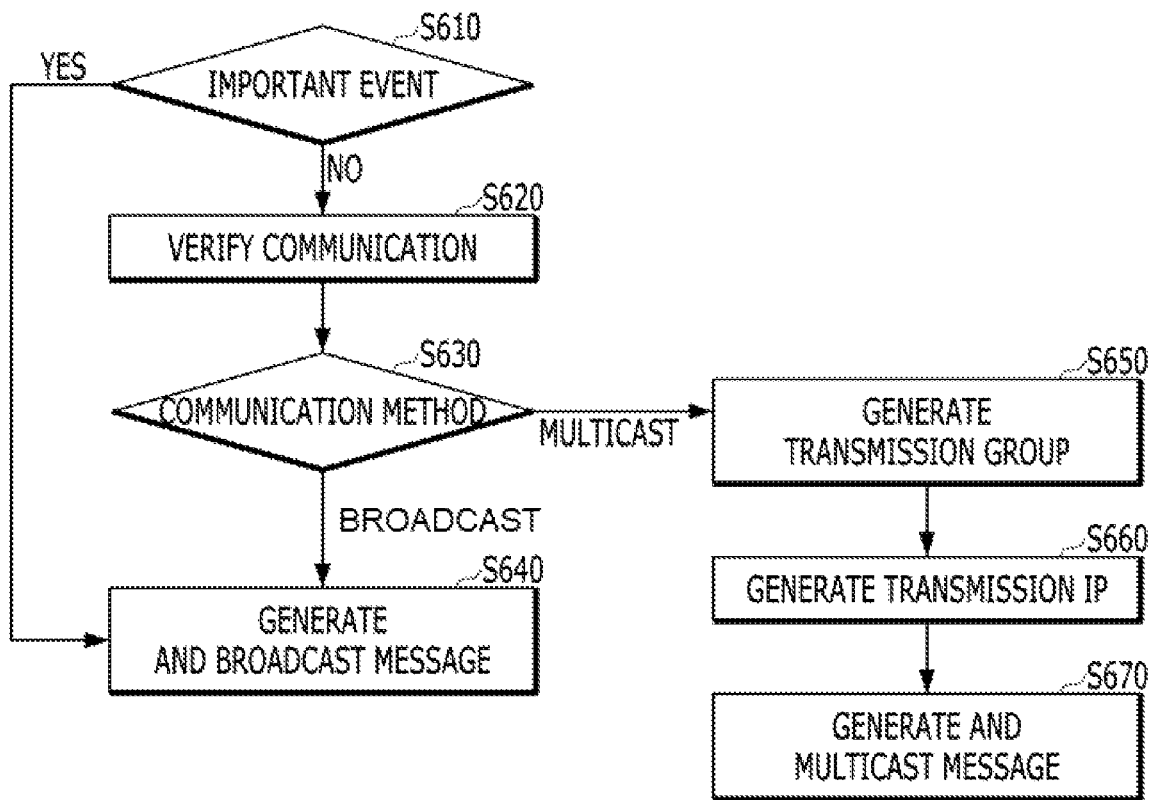 S610
YES
IMPORTANT EVENT
NO
S620
VERIFY COMMUNICATION
S630
COMMUNICATION METHOD
MULTICAST
BROADCAST
S640
GENERATE
AND BROADCAST MESSAGE
S650
GENERATE
TRANSMISSION GROUP
S660
GENERATE TRANSMISSION IP
S670
GENERATE AND
MULTICAST MESSAGE